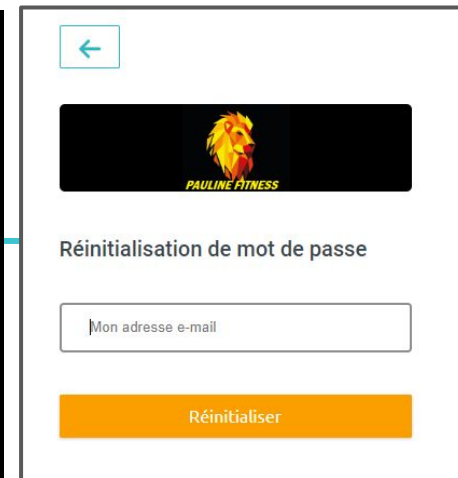 PAULINE FITNESS
Réinitialisation de mot de passe
Mon adresse e-mail
Réinitialiser